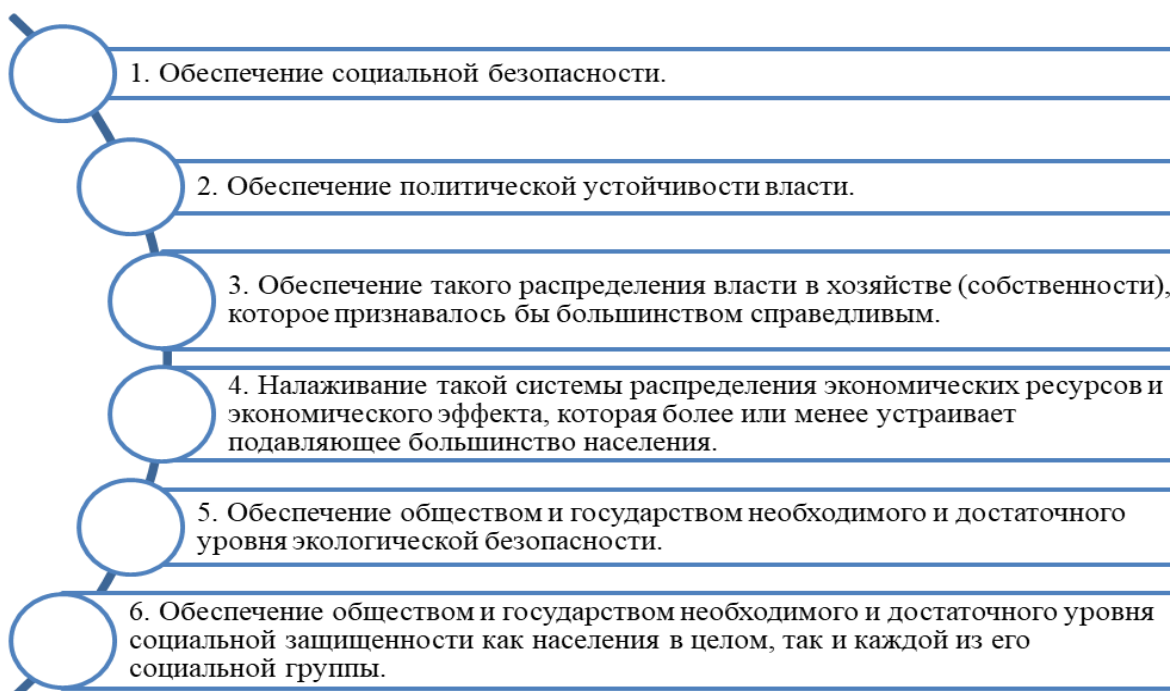 1. Обеспечение социальной безопасности.
2. Обеспечение политической устойчивости власти.
3. Обеспечение такого распределения власти в хозяйстве (собственности),
которое признавалось бы большинством справедливым.
4. Налаживание такой системы распределения экономических ресурсов и
экономического эффекта, которая более или менее устраивает
подавляющее большинство населения.
5. Обеспечение обществом и государством необходимого и достаточного
уровня экологической безопасности.
6. Обеспечение обществом и государством необходимого и достаточного уровня
социальной защищенности как населения в целом, так и каждой из его
социальной группы.